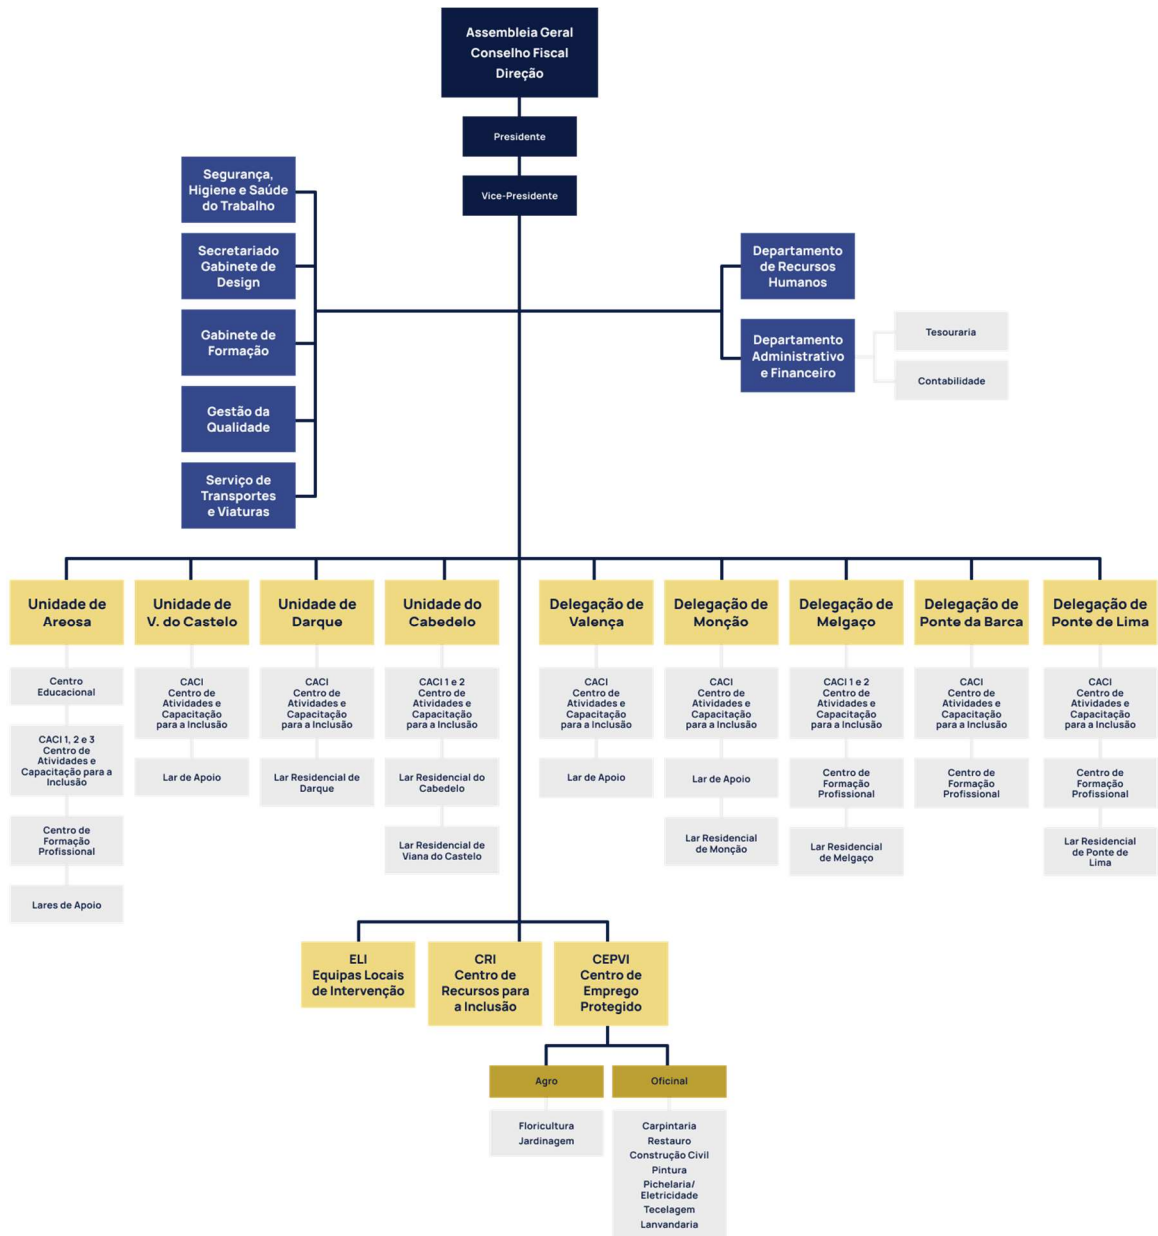 Assembleia Geral
Conselho Fiscal
Direção
Presidente
Vice-Presidente
Segurança,
Higiene e Saúde
do Trabalho
Secretariado
Gabinete de
Design
Gabinete de
Formação
Gestão da
Qualidade
Serviço de
Transportes
e Viaturas
Departamento
de Recursos
Humanos
Departamento
Administrativo
e Financeiro
Tesouraria
Contabilidade
Unidade de
Areosa
Centro
Educacional
CACI 1, 2 e 3
Centro de
Atividades e
Capacitação para a
Inclusão
Centro de
Formação
Profissional
Lares de Apoio
Unidade de
V. do Castelo
CACI
Centro de
Atividades e
Capacitação
para a Inclusão
Lar de Apoio
Unidade de
Darque
CACI
Centro de
Atividades e
Capacitação
para a Inclusão
Lar Residencial de
Darque
Unidade do
Cabedelo
CACI 1 e 2
Centro de
Atividades e
Capacitação
para a Inclusão
Lar Residencial do
Cabedelo
Lar Residencial de
Viana do Castelo
Delegação de
Valença
CACI
Centro de
Atividades e
Capacitação
para a Inclusão
Lar de Apoio
Delegação de
Monção
CACI
Centro de
Atividades e
Capacitação
para a Inclusão
Lar de Apoio
Lar Residencial
de Monção
Delegação de
Melgaço
CACI 1 e 2
Centro de
Atividades e
Capacitação
para a Inclusão
Centro de
Formação
Profissional
Lar Residencial
de Melgaço
Delegação de
Ponte da Barca
CACI
Centro de
Atividades e
Capacitação
para a Inclusão
Centro de
Formação
Profissional
Delegação de
Ponte de Lima
CACI
Centro de
Atividades e
Capacitação
para a Inclusão
Centro de
Formação
Profissional
Lar Residencial
de Ponte de
Lima
ELI
Equipas Locais
de Intervenção
CRI
Centro de
Recursos para
a Inclusão
CEPVI
Centro de
Emprego
Protegido
Agro
Floricultura
Jardinagem
Oficinal
Carpintaria
Restauro
Construção Civil
Pintura
Pichelaria/
Eletricidade
Tecelagem
Lanvandaria